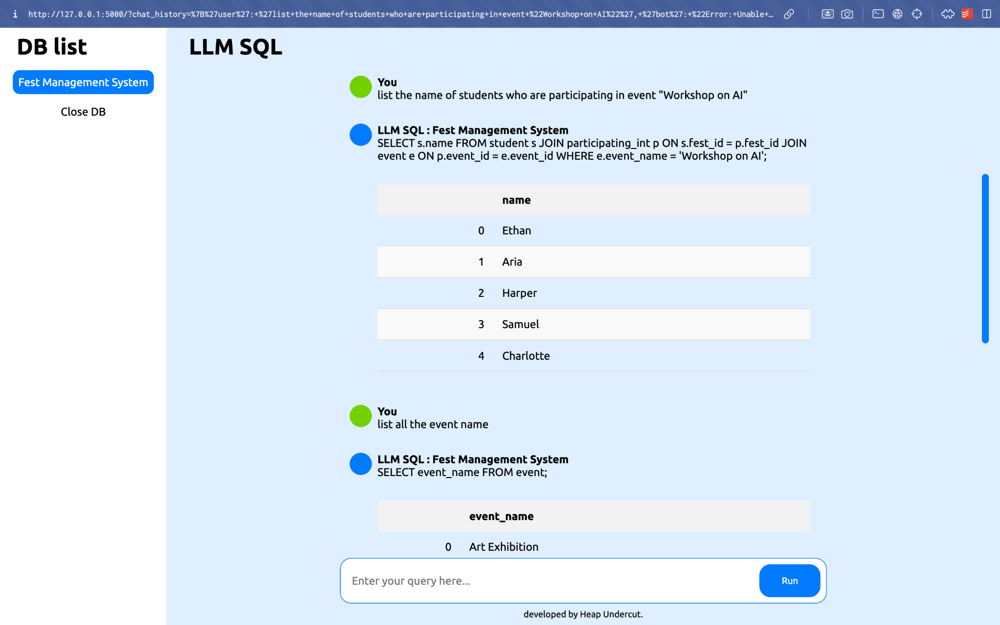 http://127.0.0.1:5000/?chat_history=%7B%27user%27:+%27list+the+name+of+students+who+are+participating+in+event+%22Workshop+on+AI%22%27,+%27bot%27:+%22Error:+Unable+…
DB list
Fest Management System
Close DB
LLM SQL
You
list the name of students who are participating in event "Workshop on AI"
LLM SQL : Fest Management System
SELECT s.name FROM student s JOIN participating_int p ON s.fest_id = p.fest_id JOIN
event e ON p.event_id = e.event_id WHERE e.event_name = 'Workshop on AI';
name
0 Ethan
1 Aria
2 Harper
3 Samuel
4 Charlotte
You
list all the event name
LLM SQL : Fest Management System
SELECT event_name FROM event;
event_name
0 Art Exhibition
Enter your query here...
Run
developed by Heap Undercut.